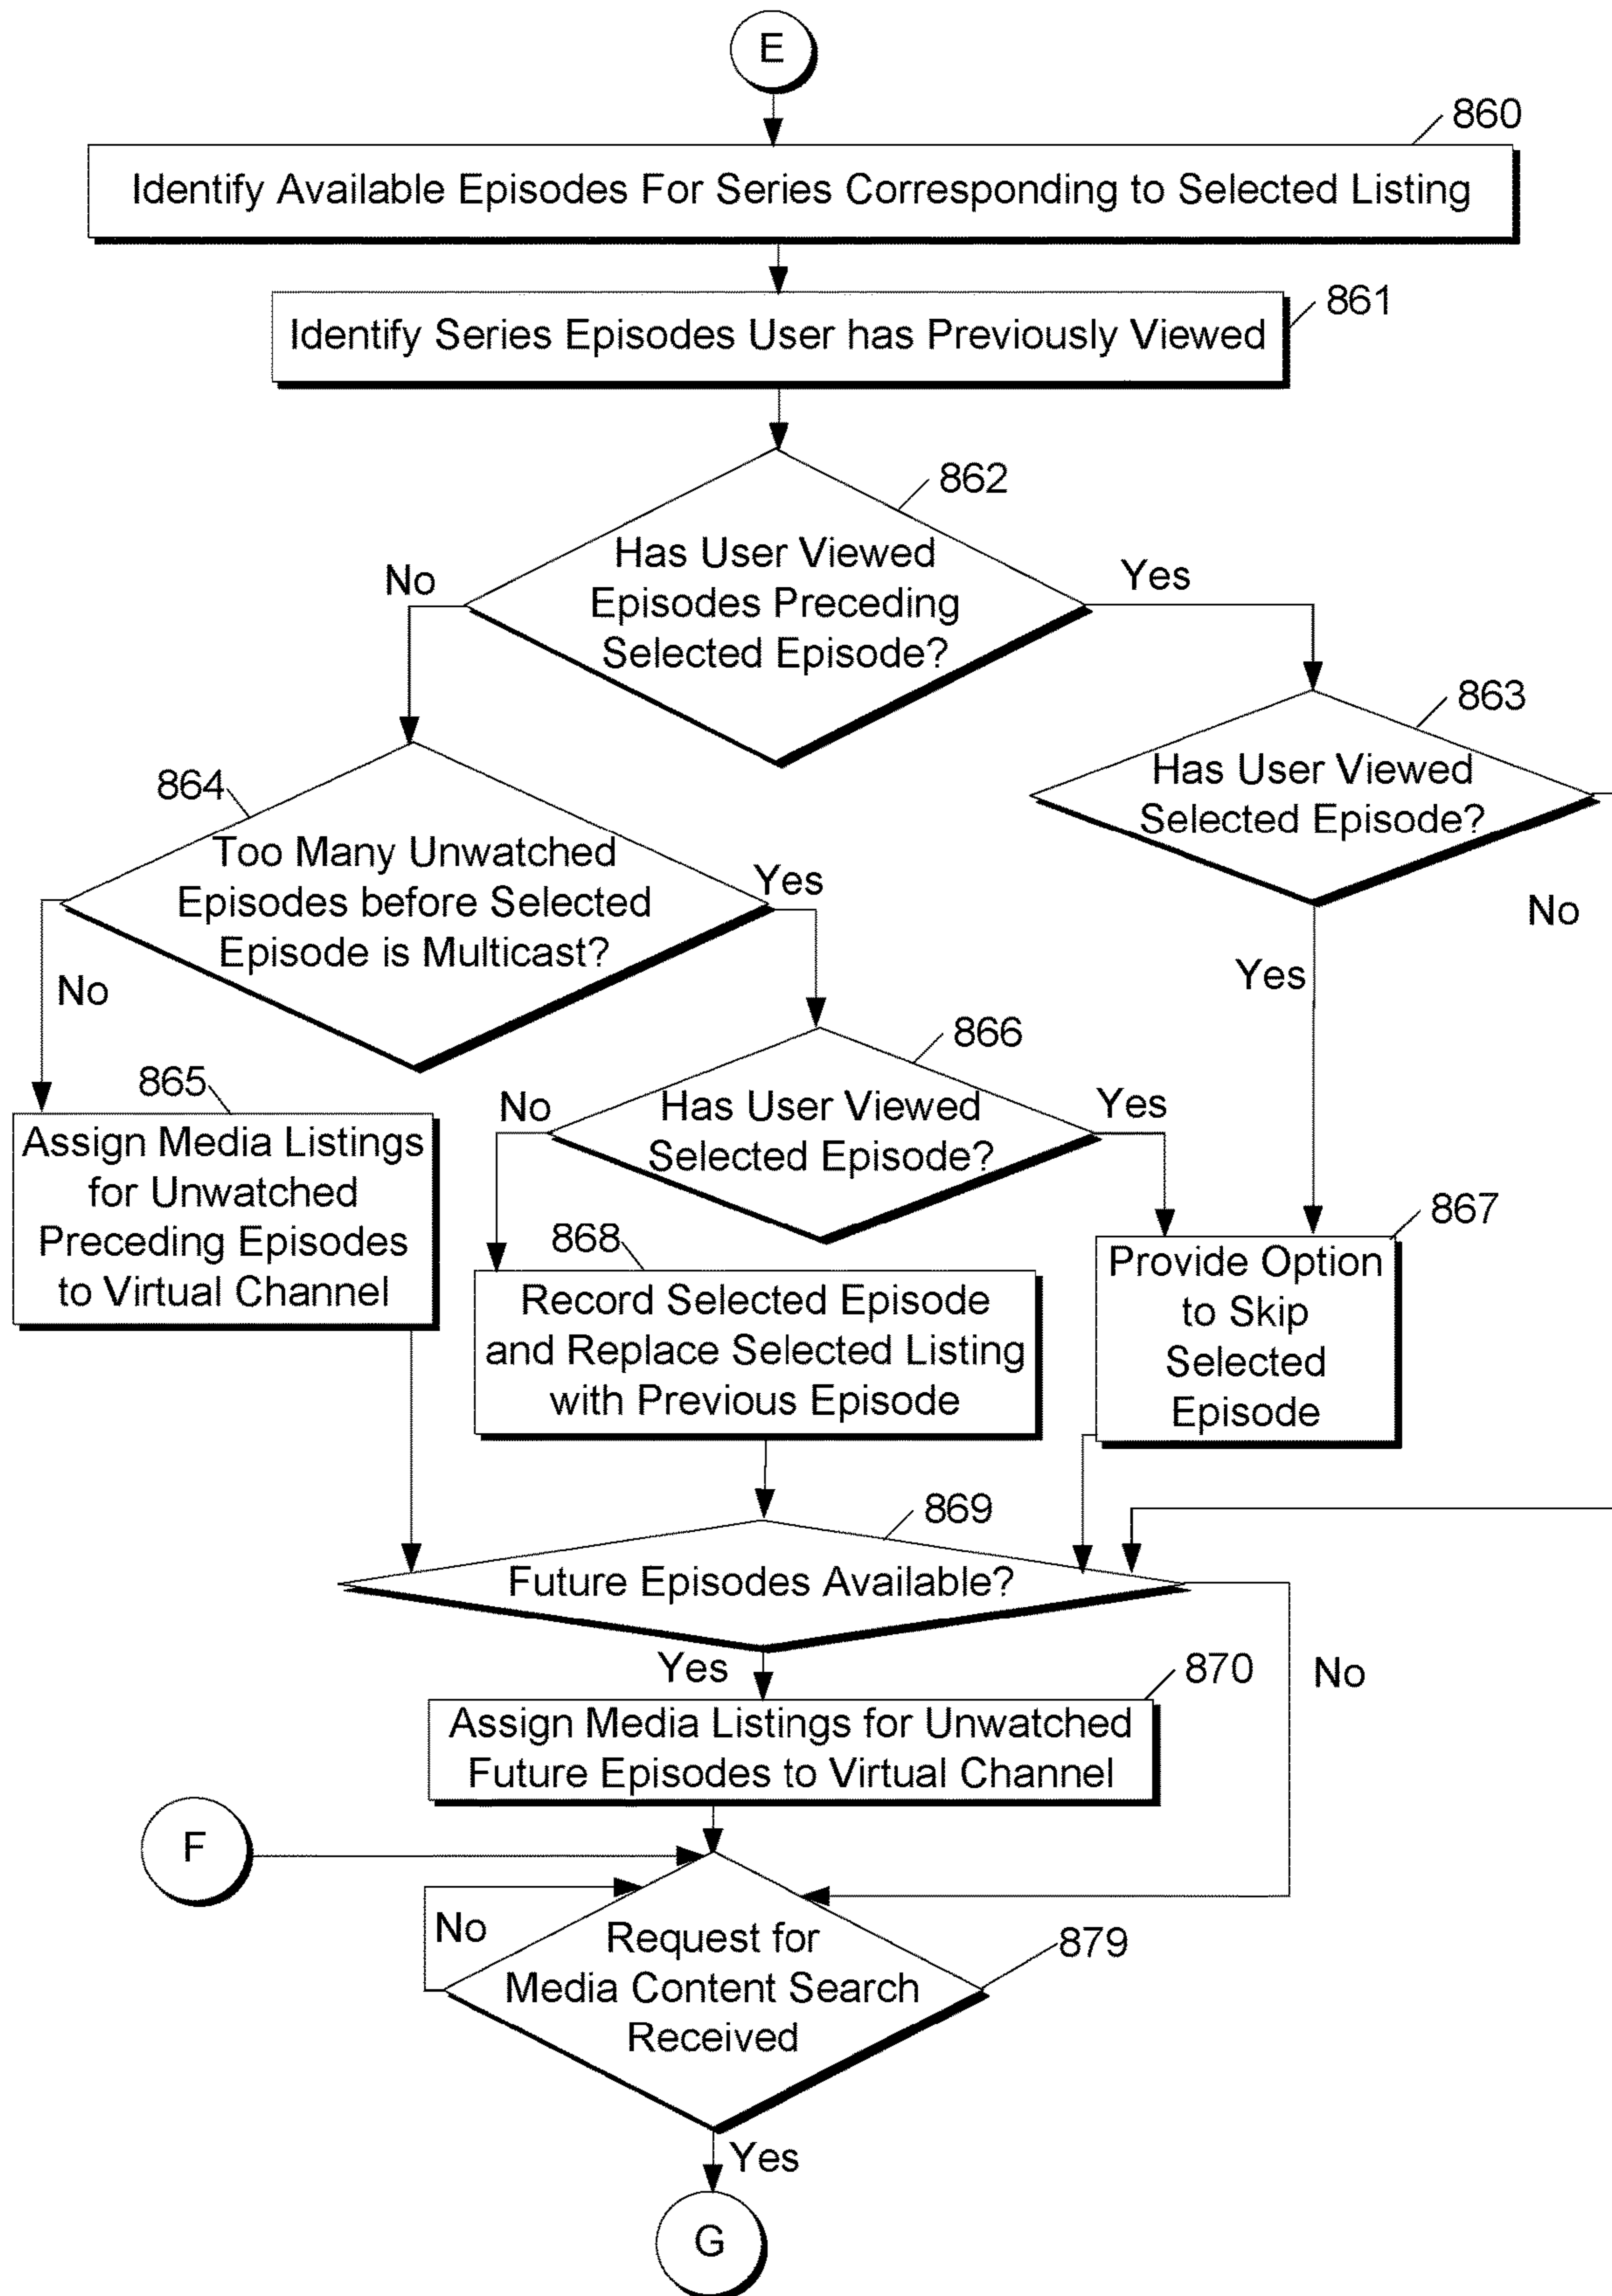 E
860
Identify Available Episodes For Series Corresponding to Selected Listing
861
Identify Series Episodes User has Previously Viewed
862
Has User Viewed
Episodes Preceding
Selected Episode?
No
Yes
863
Has User Viewed
Selected Episode?
No
Yes
864
Too Many Unwatched
Episodes before Selected
Episode is Multicast?
Yes
No
865
Assign Media Listings
for Unwatched
Preceding Episodes
to Virtual Channel
866
Has User Viewed
Selected Episode?
No
Yes
868
Record Selected Episode
and Replace Selected Listing
with Previous Episode
867
Provide Option
to Skip
Selected
Episode
869
Future Episodes Available?
Yes
No
870
Assign Media Listings for Unwatched
Future Episodes to Virtual Channel
F
No
Request for
Media Content Search
Received
879
Yes
G